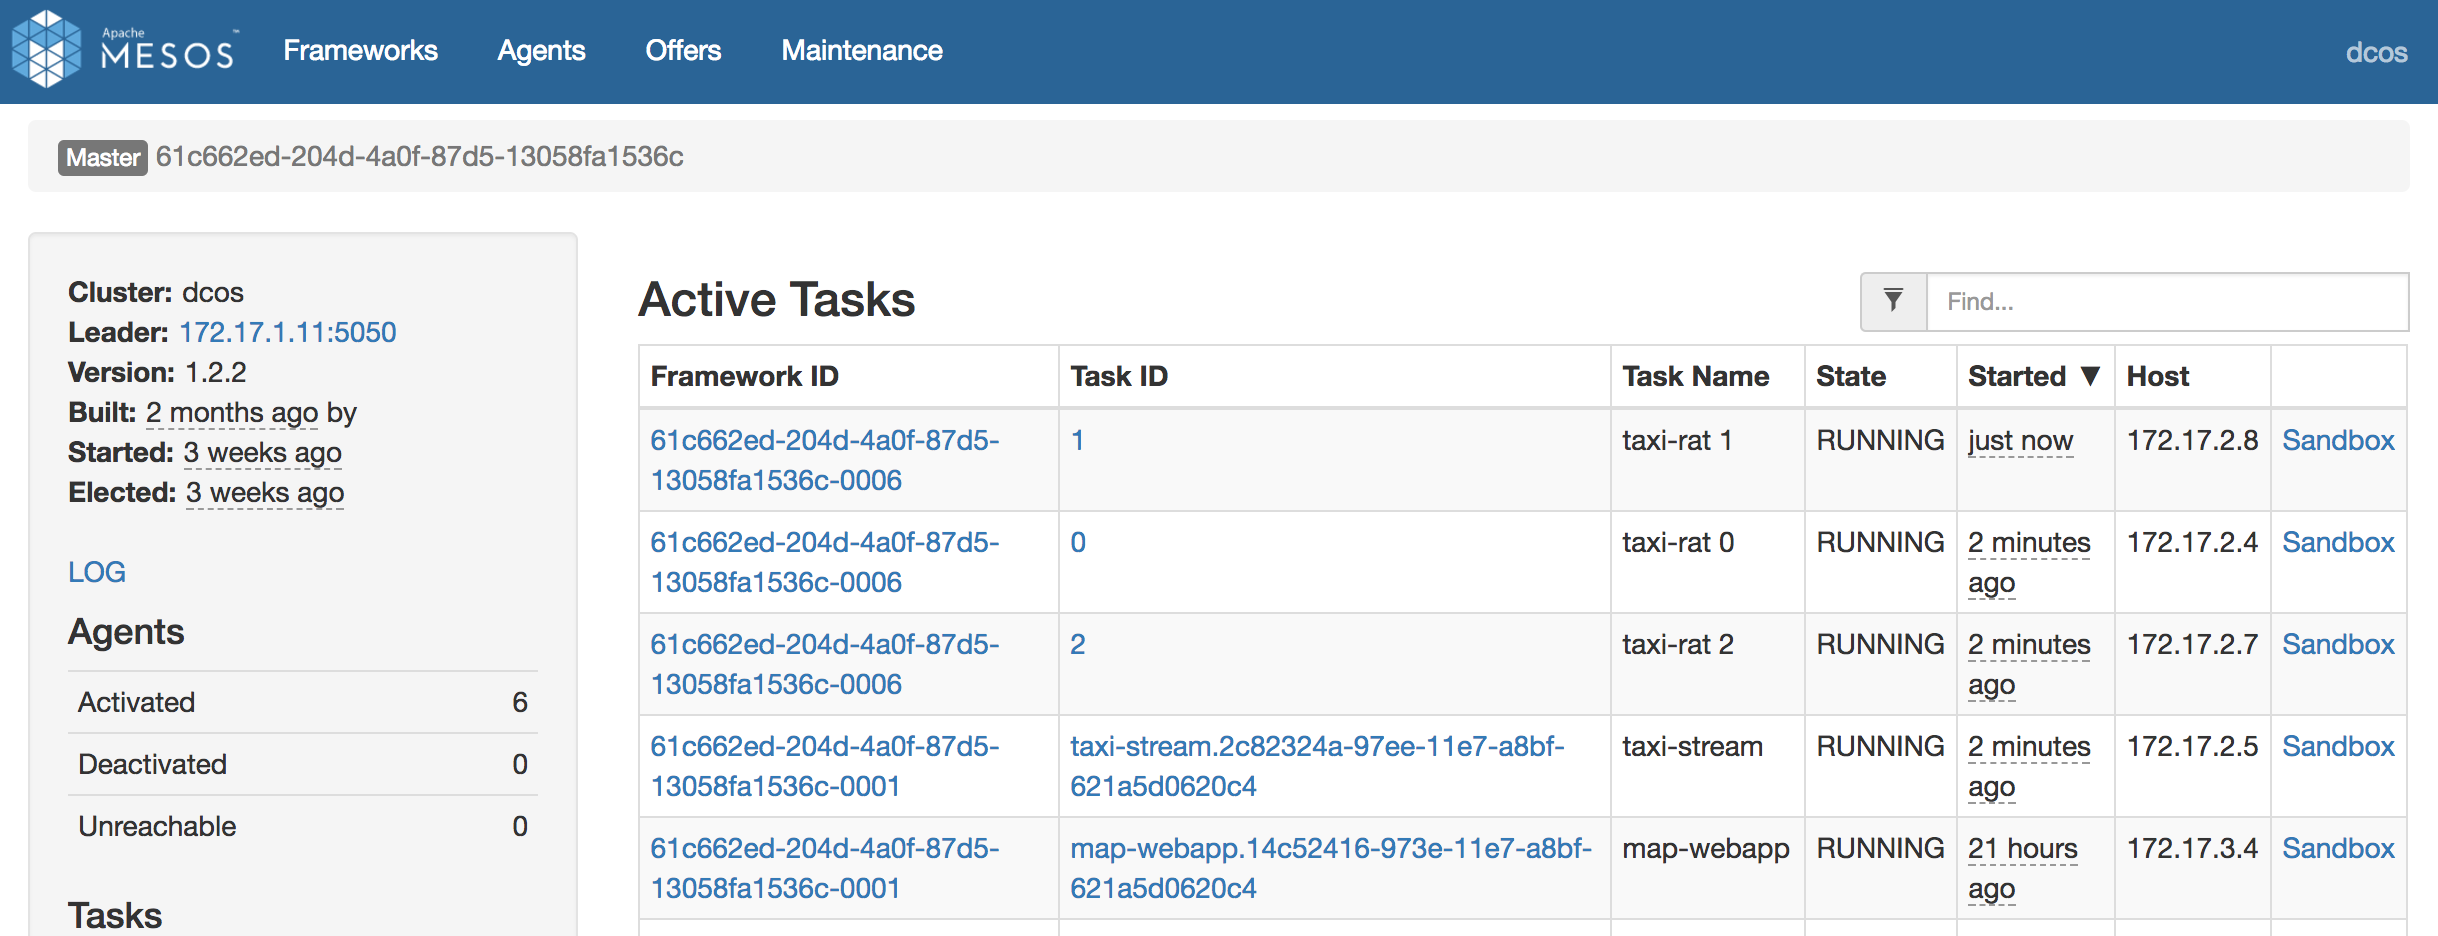 Apache MESOS™ Frameworks Agents Offers Maintenance dcos
Master 61c662ed-204d-4a0f-87d5-13058fa1536c
Cluster: dcos
Leader: 172.17.1.11:5050
Version: 1.2.2
Built: 2 months ago by
Started: 3 weeks ago
Elected: 3 weeks ago
LOG
Agents
Activated 6
Deactivated 0
Unreachable 0
Tasks
Active Tasks
Find...
Framework ID Task ID Task Name State Started ▼ Host
61c662ed-204d-4a0f-87d5- 1 taxi-rat 1 RUNNING just now 172.17.2.8 Sandbox
13058fa1536c-0006
61c662ed-204d-4a0f-87d5- 0 taxi-rat 0 RUNNING 2 minutes 172.17.2.4 Sandbox
13058fa1536c-0006 ago
61c662ed-204d-4a0f-87d5- 2 taxi-rat 2 RUNNING 2 minutes 172.17.2.7 Sandbox
13058fa1536c-0006 ago
61c662ed-204d-4a0f-87d5- taxi-stream.2c82324a-97ee-11e7-a8bf- taxi-stream RUNNING 2 minutes 172.17.2.5 Sandbox
13058fa1536c-0001 621a5d0620c4 ago
61c662ed-204d-4a0f-87d5- map-webapp.14c52416-973e-11e7-a8bf- map-webapp RUNNING 21 hours 172.17.3.4 Sandbox
13058fa1536c-0001 621a5d0620c4 ago